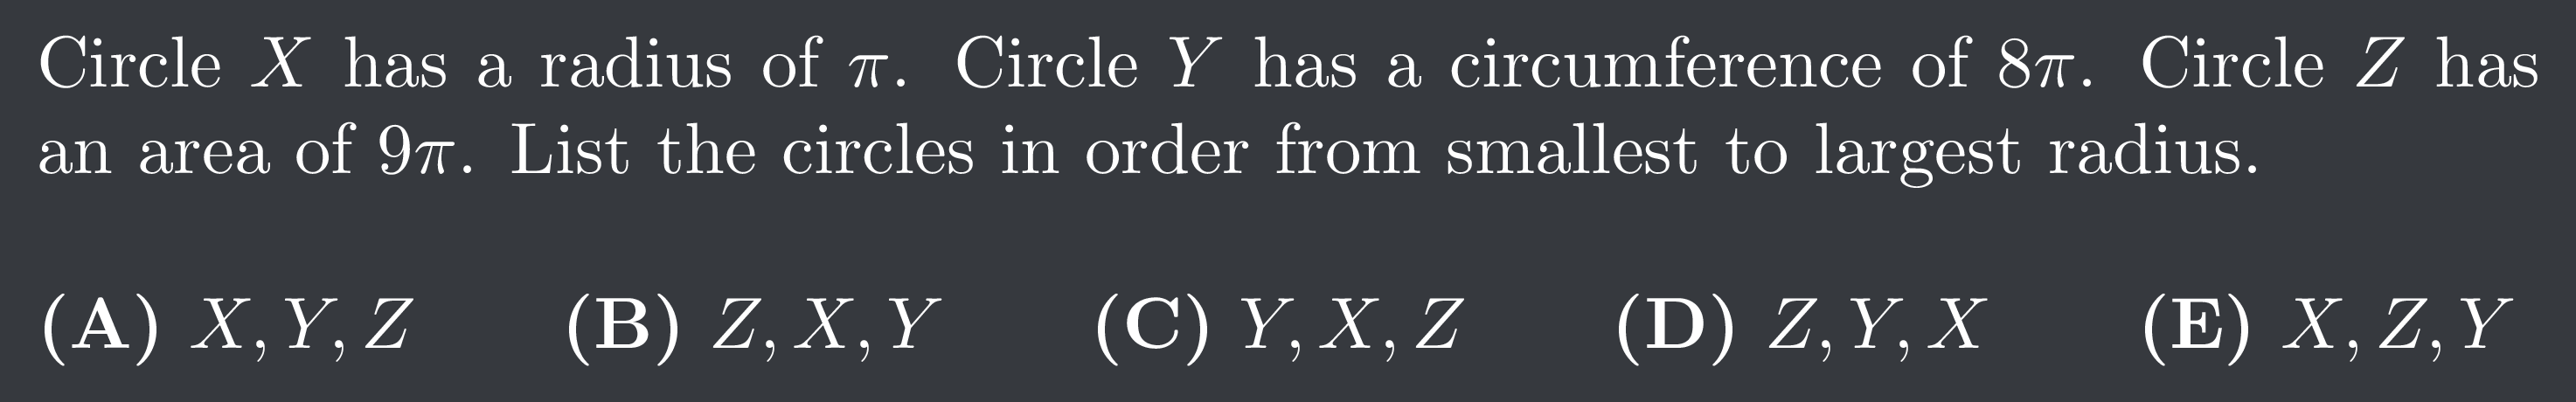 Circle X has a radius of π. Circle Y has a circumference of 8π. Circle Z has
an area of 9π. List the circles in order from smallest to largest radius.
(A) X, Y, Z (B) Z, X, Y (C) Y, X, Z (D) Z, Y, X (E) X, Z, Y